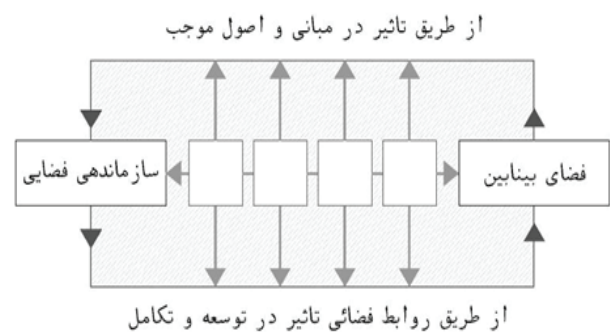 از طریق تاثیر در مبانی و اصول موجب
فضای بینابین
سازماندهی فضایی
از طریق روابط فضائی تاثیر در توسعه و تکامل